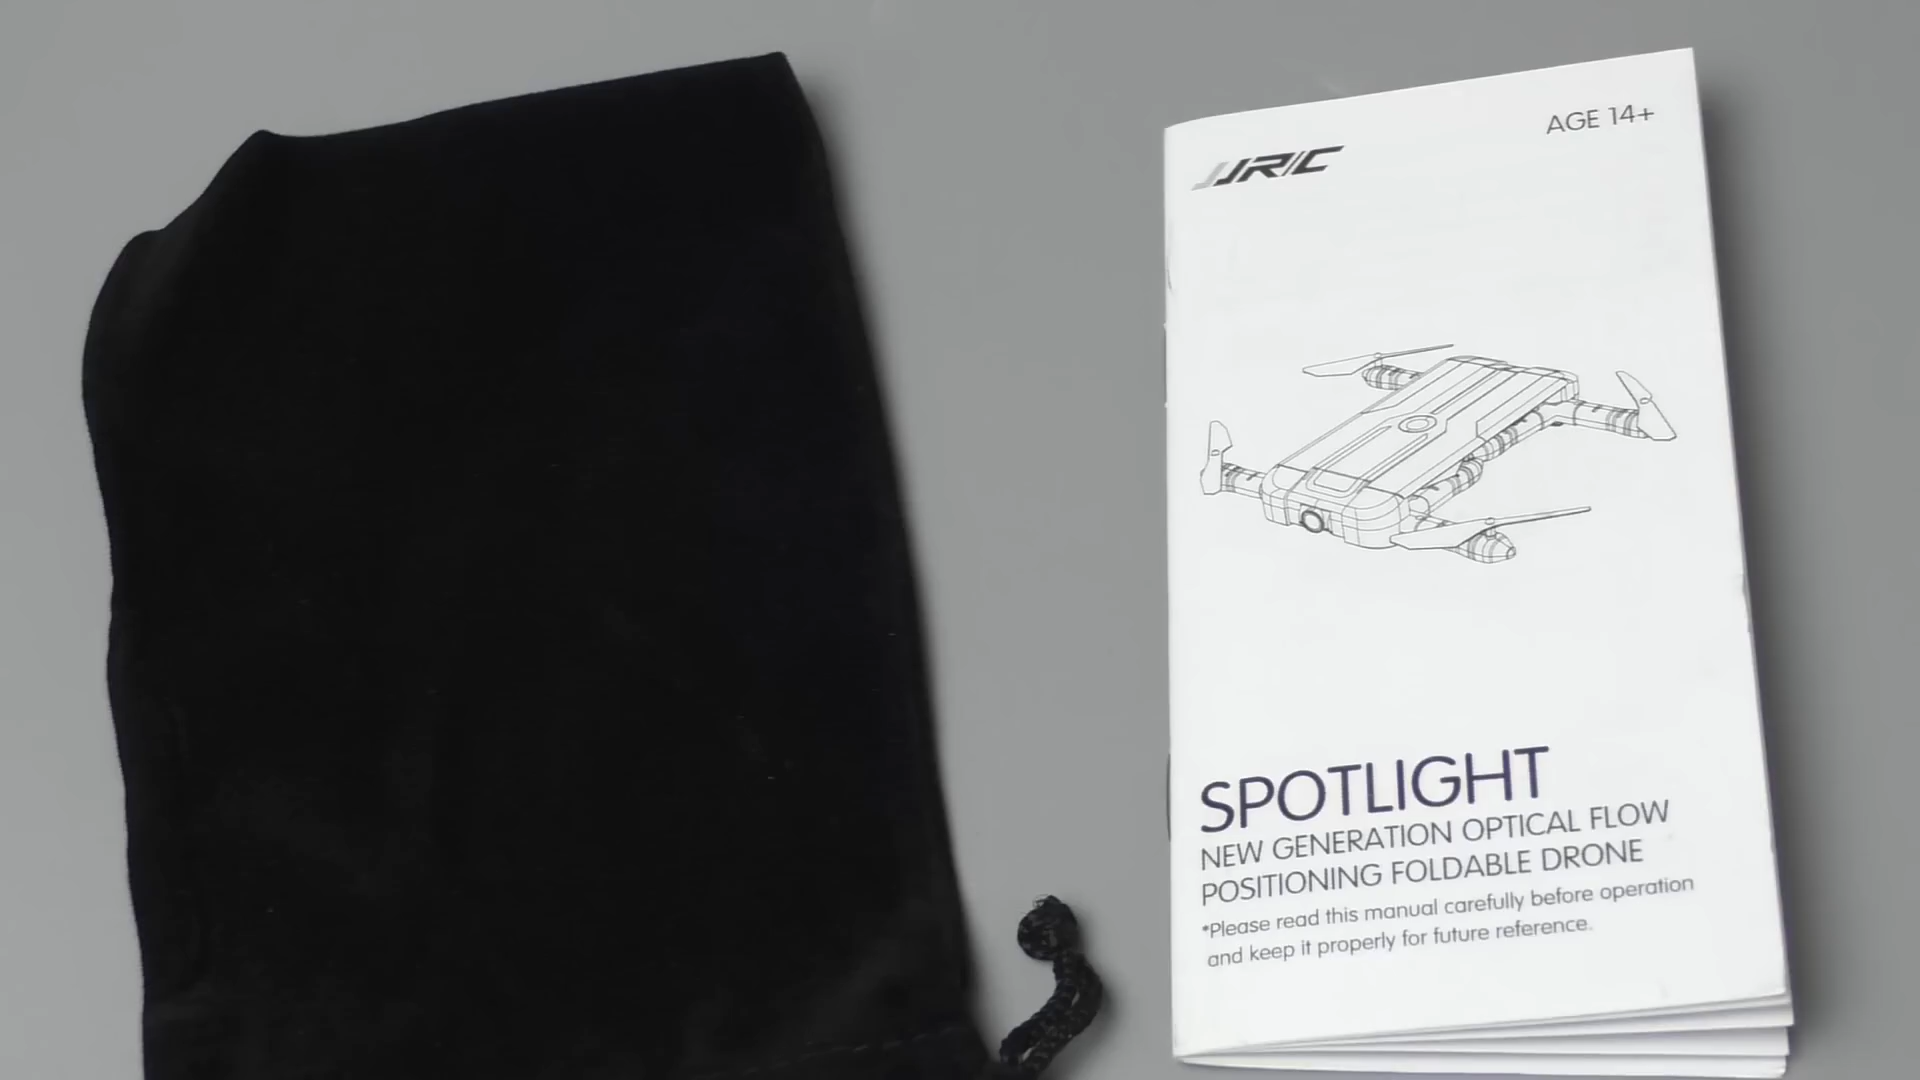 JJR/C
AGE 14+
SPOTLIGHT
NEW GENERATION OPTICAL FLOW
POSITIONING FOLDABLE DRONE
*Please read this manual carefully before operation
and keep it properly for future reference.